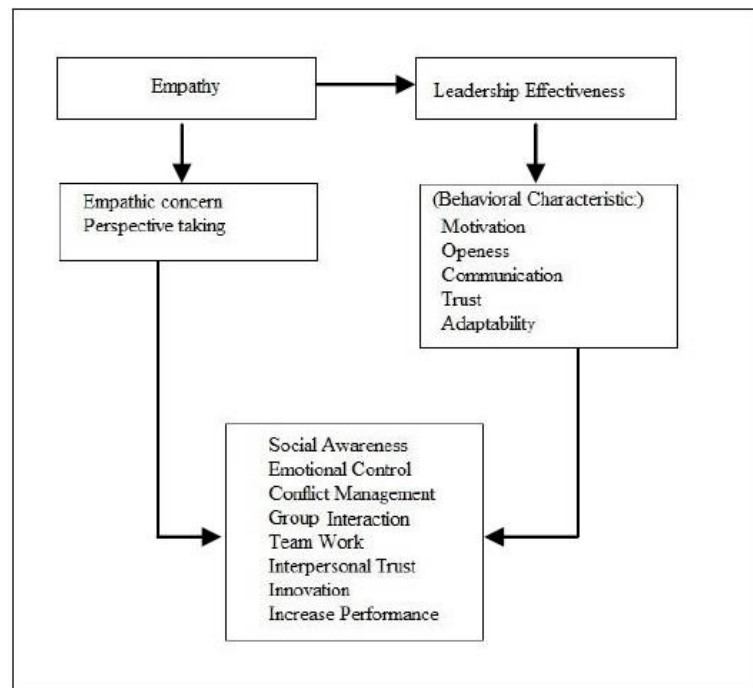 Empathy
Leadership Effectiveness
Empathic concern
Perspective taking
(Behavioral Characteristic:)
Motivation
Openess
Communication
Trust
Adaptability
Social Awareness
Emotional Control
Conflict Management
Group Interaction
Team Work
Interpersonal Trust
Innovation
Increase Performance